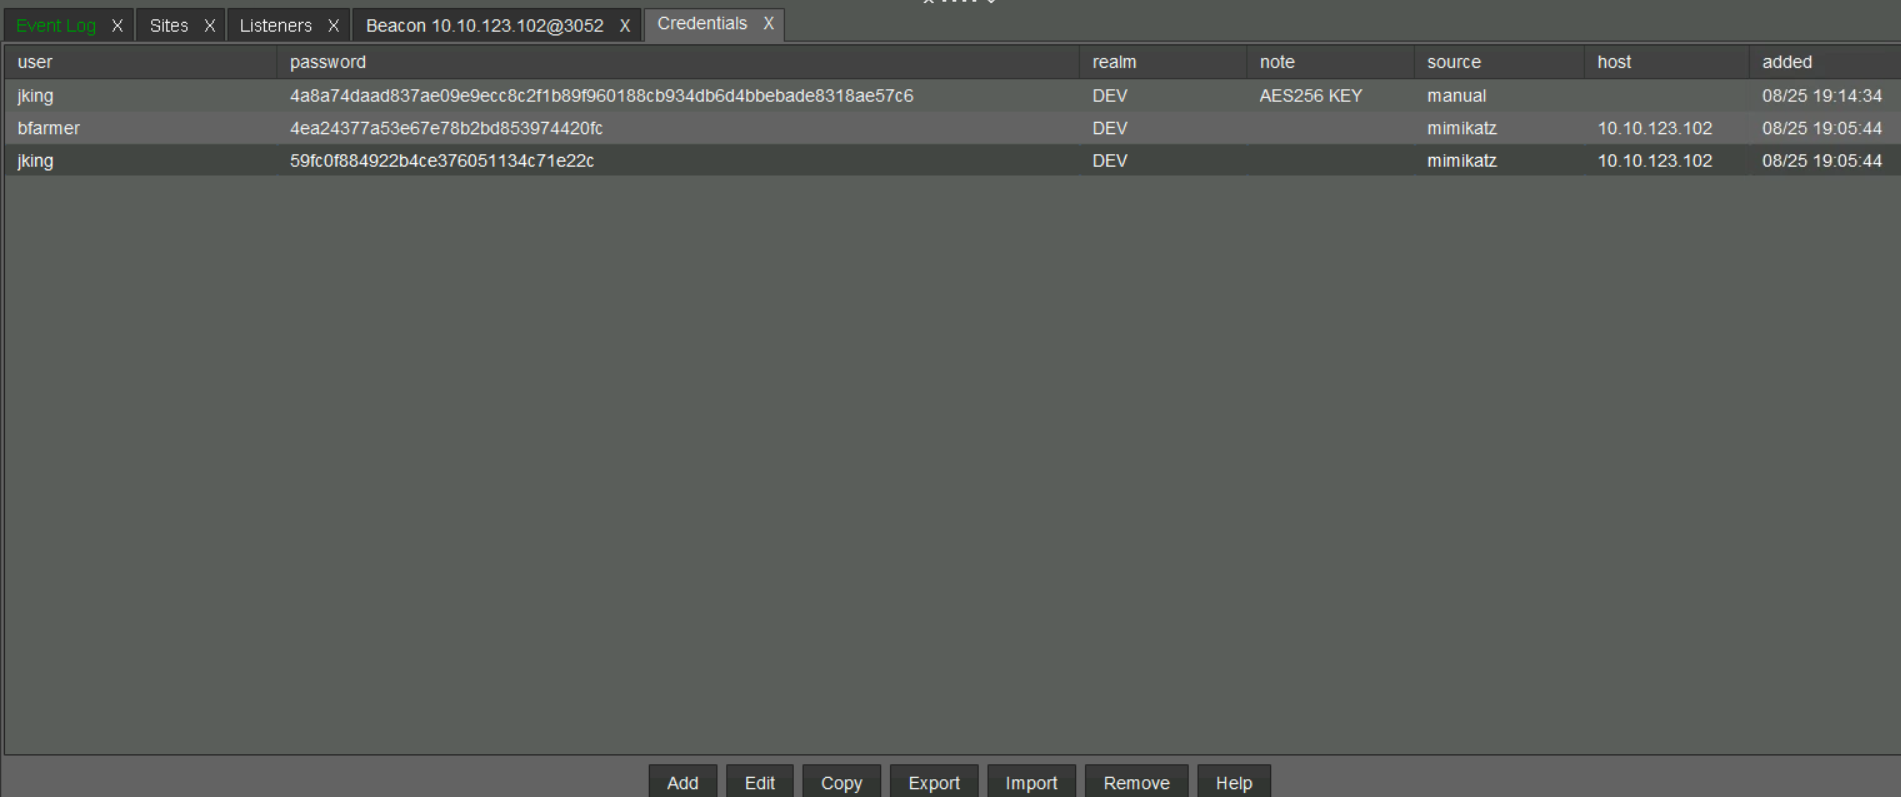 Event Log X Sites X Listeners X Beacon 10.10.123.102@3052 X Credentials X
user password realm note source host added
jking 4a8a74daad837ae09e9ecc8c2f1b89f960188cb934db6d4bbebade8318ae57c6 DEV AES256 KEY manual 08/25 19:14:34
bfarmer 4ea24377a53e67e78b2bd853974420fc DEV mimikatz 10.10.123.102 08/25 19:05:44
jking 59fc0f884922b4ce376051134c71e22c DEV mimikatz 10.10.123.102 08/25 19:05:44
Add Edit Copy Export Import Remove Help